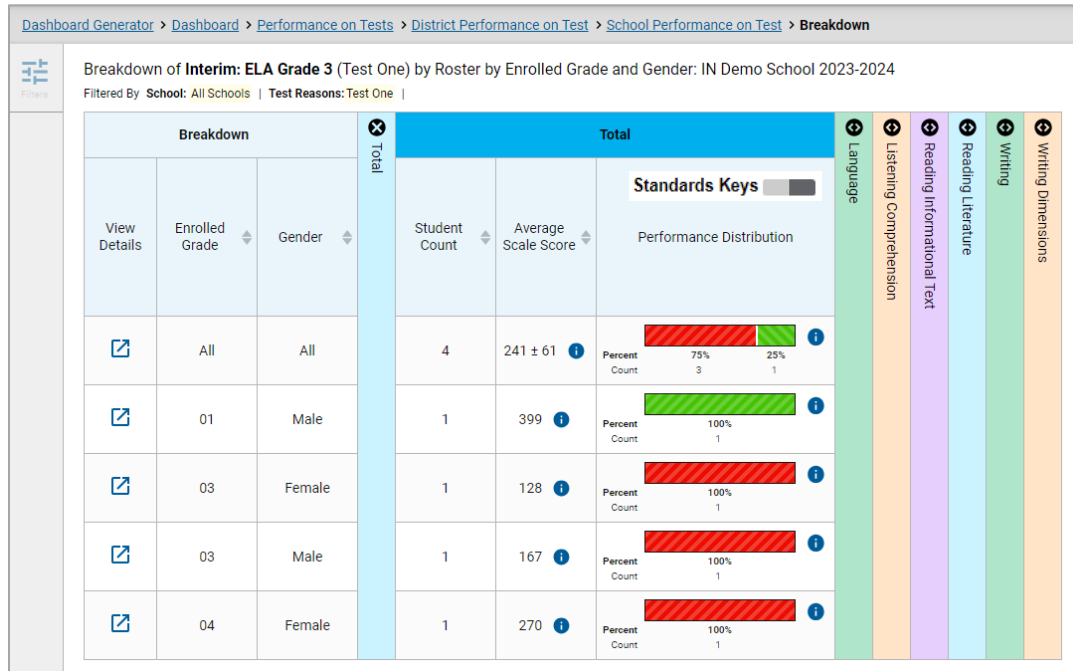 Dashboard Generator > Dashboard > Performance on Tests > District Performance on Test > School Performance on Test > Breakdown
Filters
Breakdown of Interim: ELA Grade 3 (Test One) by Roster by Enrolled Grade and Gender: IN Demo School 2023-2024
Filtered By School: All Schools | Test Reasons: Test One |
Breakdown
Total
Total
Language
Listening Comprehension
Reading Informational Text
Reading Literature
Writing
Writing Dimensions
Standards Keys
View Details
Enrolled Grade
Gender
Student Count
Average Scale Score
Performance Distribution
All All 4 241 ± 61
Percent 75% 25%
Count 3 1
01 Male 1 399
Percent 100%
Count 1
03 Female 1 128
Percent 100%
Count 1
03 Male 1 167
Percent 100%
Count 1
04 Female 1 270
Percent 100%
Count 1